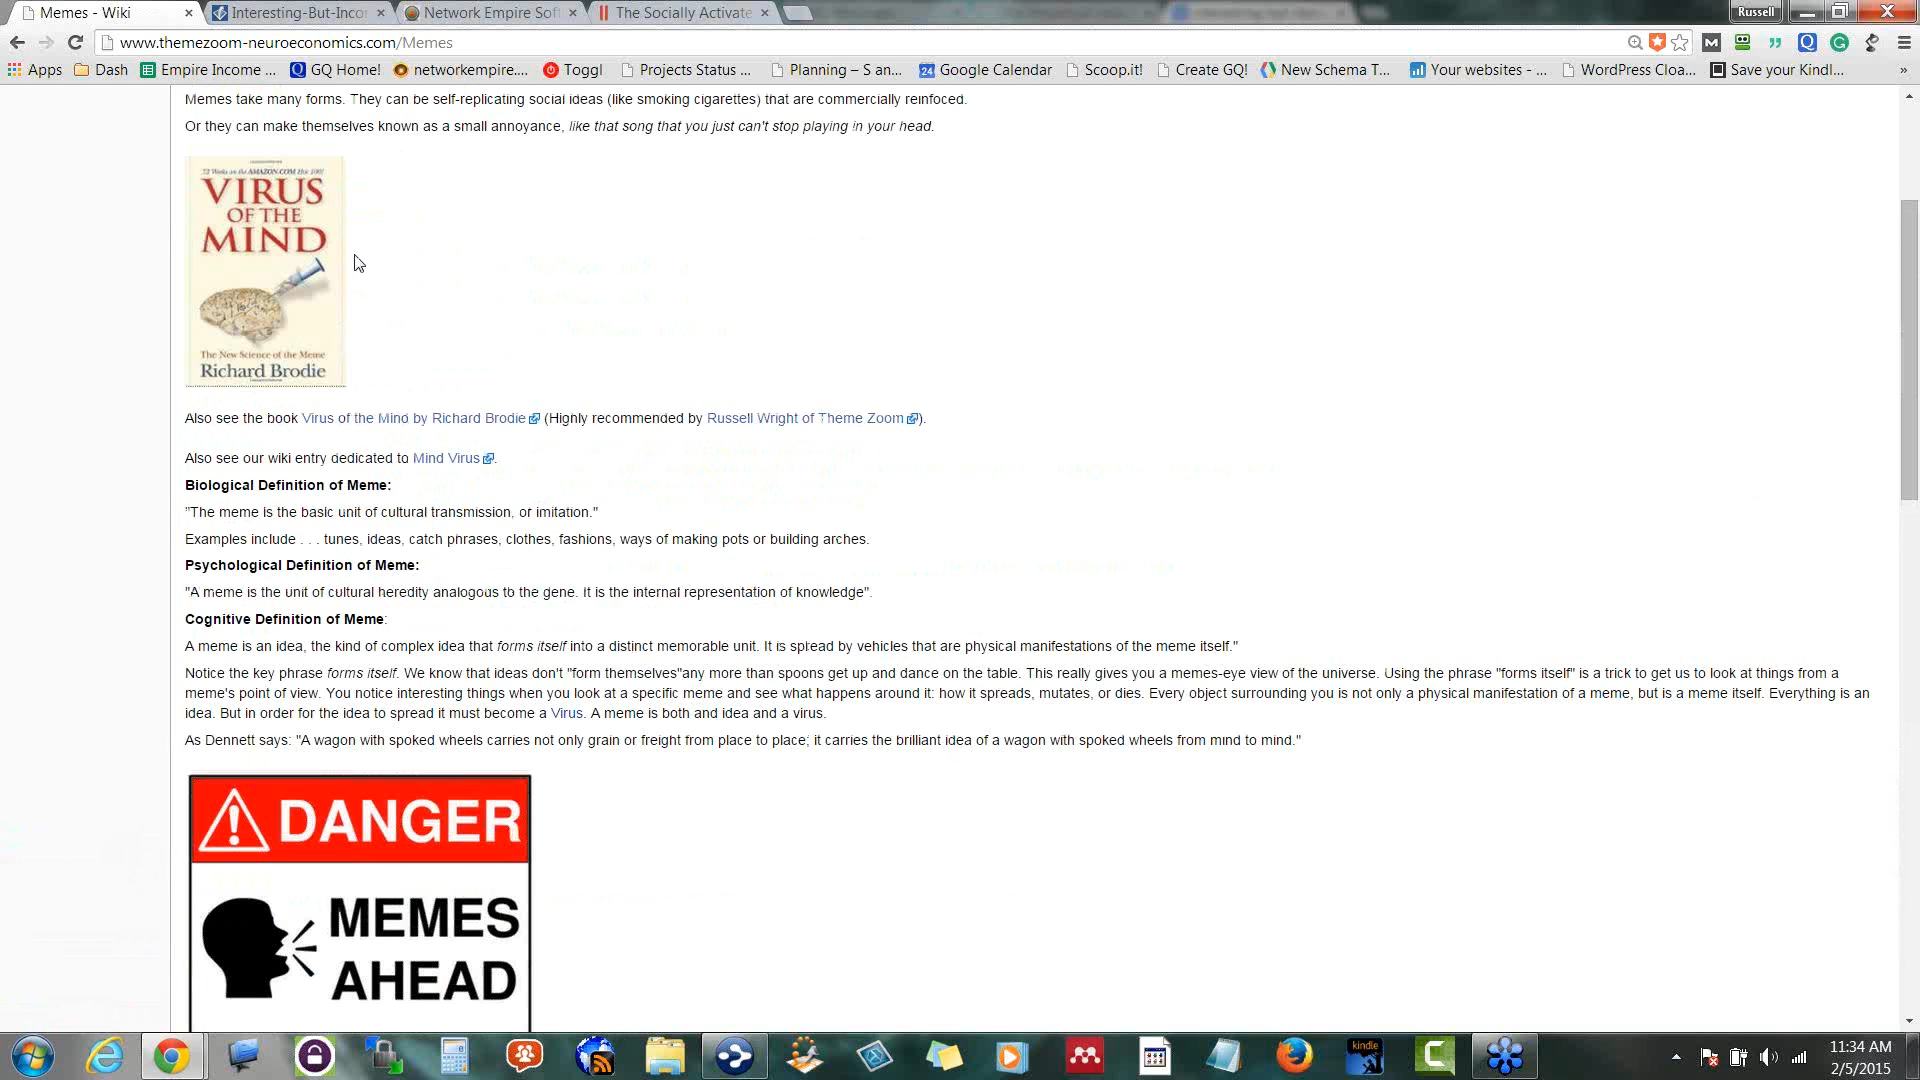 Memes - Wiki
Interesting-But-Incor
Network Empire Soft
The Socially Activate
Russell
www.themezoom-neuroeconomics.com/Memes
Apps
Dash
Empire Income ...
GQ Home!
networkempire....
Toggl
Projects Status ...
Planning – S an...
24
Google Calendar
Scoop.it!
Create GQ!
New Schema T...
Your websites - ...
WordPress Cloa...
Save your Kindl...
»
Memes take many forms. They can be self-replicating social ideas (like smoking cigarettes) that are commercially reinfoced.
Or they can make themselves known as a small annoyance, like that song that you just can't stop playing in your head.
VIRUS
OF THE
MIND
The New Science of the Meme
Richard Brodie
Also see the book Virus of the Mind by Richard Brodie (Highly recommended by Russell Wright of Theme Zoom).
Also see our wiki entry dedicated to Mind Virus.
Biological Definition of Meme:
"The meme is the basic unit of cultural transmission, or imitation."
Examples include . . . tunes, ideas, catch phrases, clothes, fashions, ways of making pots or building arches.
Psychological Definition of Meme:
"A meme is the unit of cultural heredity analogous to the gene. It is the internal representation of knowledge".
Cognitive Definition of Meme:
A meme is an idea, the kind of complex idea that forms itself into a distinct memorable unit. It is spread by vehicles that are physical manifestations of the meme itself."
Notice the key phrase forms itself. We know that ideas don't "form themselves"any more than spoons get up and dance on the table. This really gives you a memes-eye view of the universe. Using the phrase "forms itself" is a trick to get us to look at things from a
meme's point of view. You notice interesting things when you look at a specific meme and see what happens around it: how it spreads, mutates, or dies. Every object surrounding you is not only a physical manifestation of a meme, but is a meme itself. Everything is an
idea. But in order for the idea to spread it must become a Virus. A meme is both and idea and a virus.
As Dennett says: "A wagon with spoked wheels carries not only grain or freight from place to place; it carries the brilliant idea of a wagon with spoked wheels from mind to mind."
DANGER
MEMES
AHEAD
kindle
11:34 AM
2/5/2015